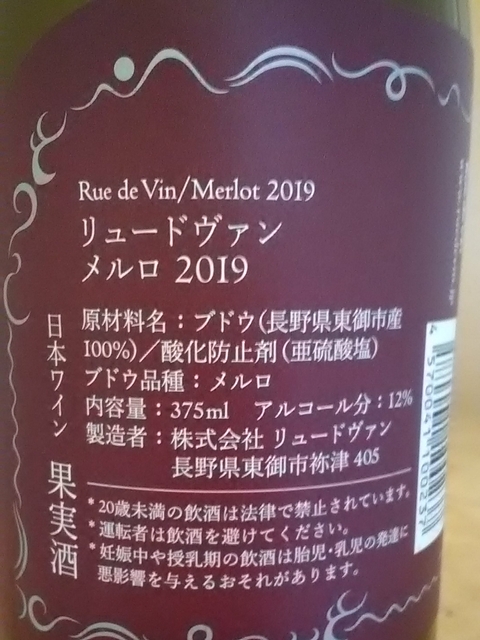 Rue de Vin/Merlot 2019
リュードヴァン
メルロ 2019
日本ワイン 果実酒
原材料名：ブドウ(長野県東御市産
100%)／酸化防止剤(亜硫酸塩)
ブドウ品種：メルロ
内容量：375ml アルコール分：12%
製造者：株式会社 リュードヴァン
長野県東御市祢津 405
*20歳未満の飲酒は法律で禁止されています。
*運転者は飲酒を避けてください。
*妊娠中や授乳期の飲酒は胎児・乳児の発達に
悪影響を与えるおそれがあります。
4 570041 100237